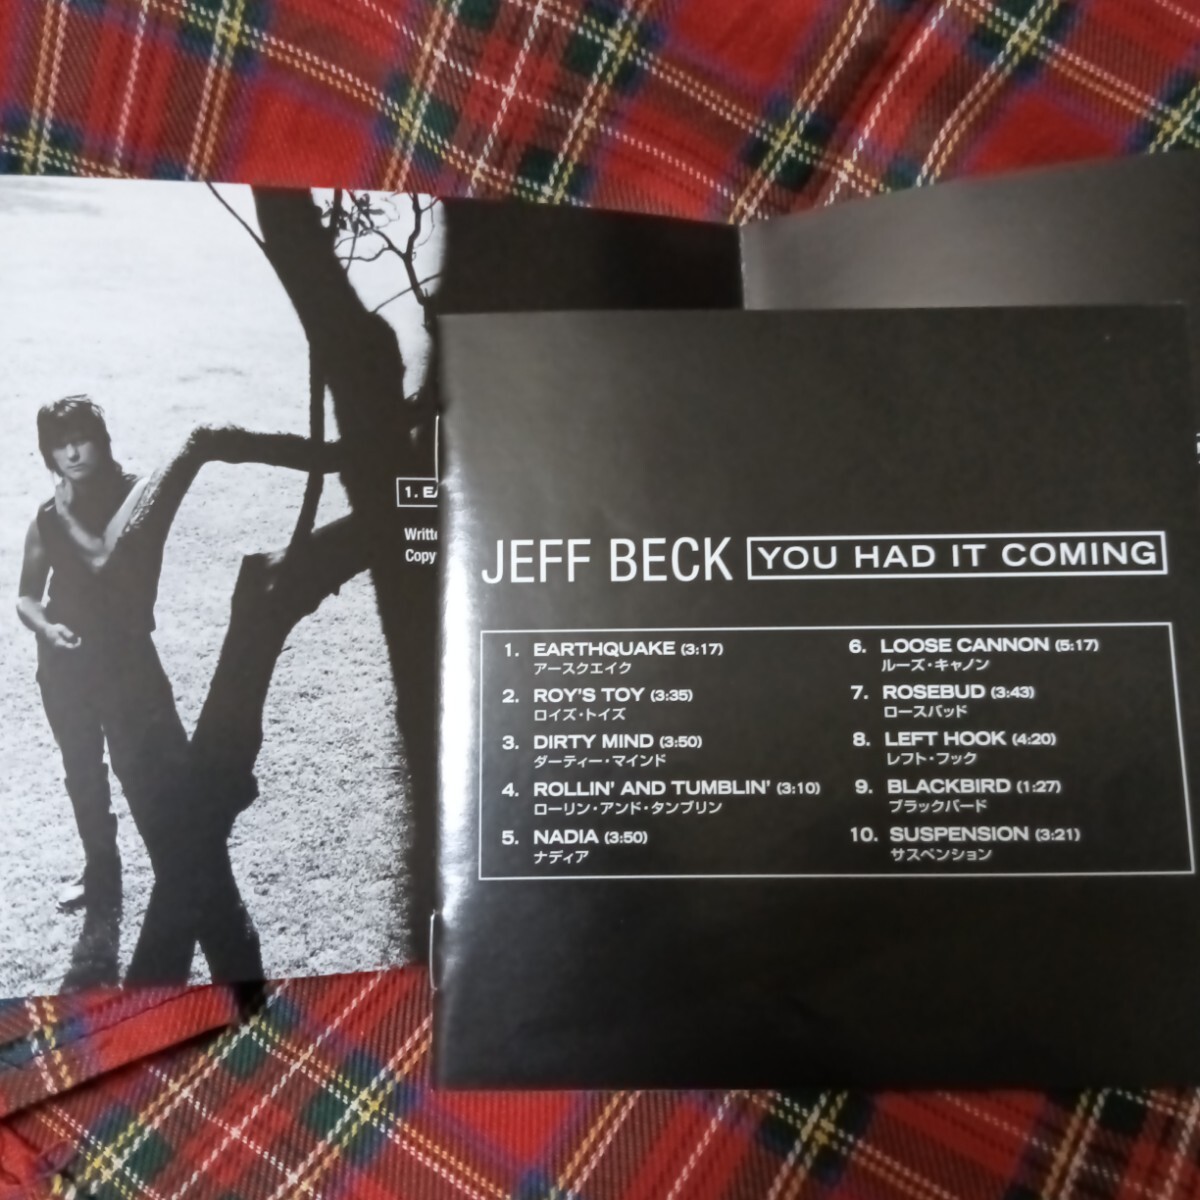 1. EA
Writte
Copy
JEFF BECK YOU HAD IT COMING
1. EARTHQUAKE (3:17)
アースクエイク
2. ROY'S TOY (3:35)
ロイズ・トイズ
3. DIRTY MIND (3:50)
ダーティー・マインド
4. ROLLIN' AND TUMBLIN' (3:10)
ローリン・アンド・タンブリン
5. NADIA (3:50)
ナディア
6. LOOSE CANNON (5:17)
ルーズ・キャノン
7. ROSEBUD (3:43)
ローズバッド
8. LEFT HOOK (4:20)
レフト・フック
9. BLACKBIRD (1:27)
ブラックバード
10. SUSPENSION (3:21)
サスペンション